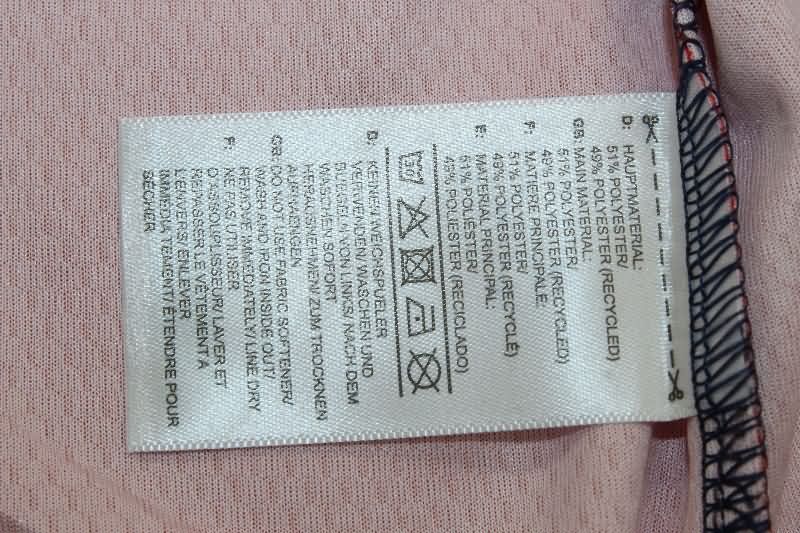 D: HAUPTMATERIAL:
51% POLYESTER/
49% POLYESTER (RECYCLED)
GB: MAIN MATERIAL:
51% POLYESTER/
49% POLYESTER (RECYCLED)
F: MATIERE PRINCIPALE:
51% POLYESTER/
49% POLYESTER (RECYCLÉ)
E: MATERIAL PRINCIPAL:
51% POLIESTER/
49% POLIESTER (RECICLADO)
30°
D: KEINEN WEICHSPUELER
VERWENDEN/ WASCHEN UND
BUEGELN VON LINKS/ NACH DEM
WASCHEN SOFORT
HERAUSNEHMEN/ ZUM TROCKNEN
AUFHAENGEN
GB: DO NOT USE FABRIC SOFTENER/
WASH AND IRON INSIDE OUT/
REMOVE IMMEDIATELY/ LINE DRY
F: NE PAS UTILISER
D'ASSOUPLISSEUR/ LAVER ET
REPASSER LE VÊTEMENT A
L'ENVERS/ ENLEVER
IMMEDIATEMENT/ ÉTENDRE POUR
SÉCHER